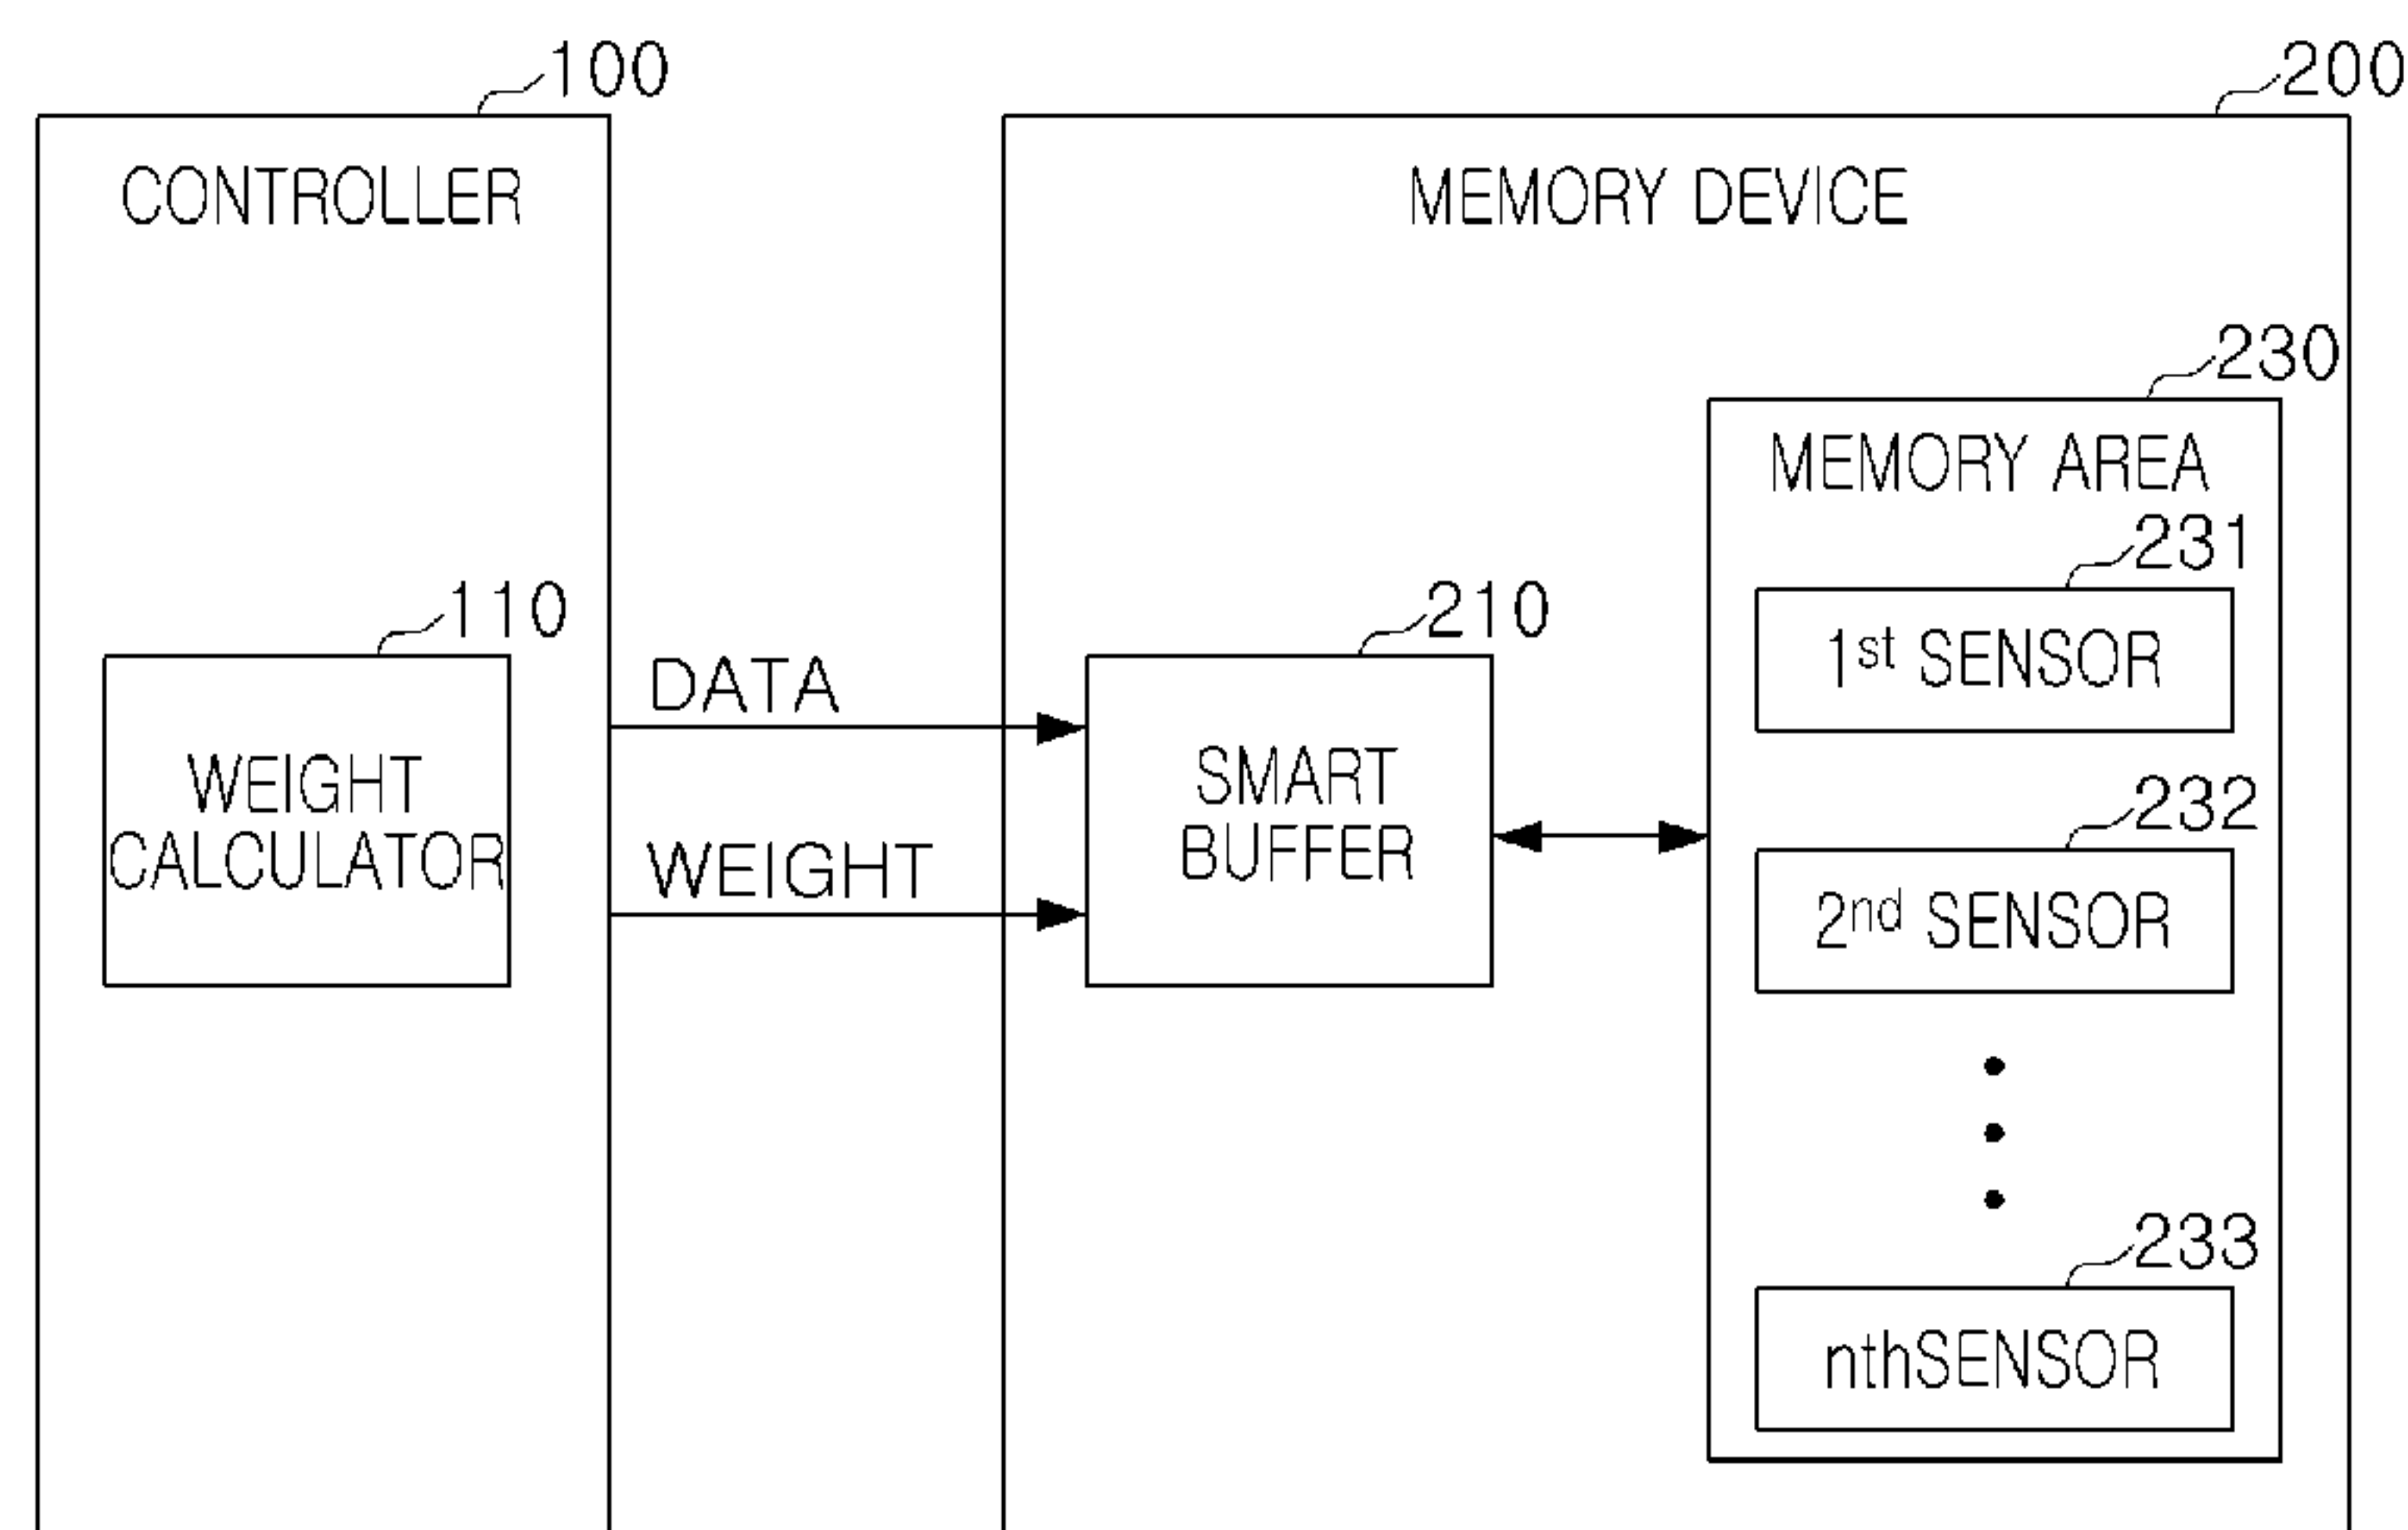 100
200
CONTROLLER
MEMORY DEVICE
230
MEMORY AREA
231
1st SENSOR
110
210
DATA
WEIGHT
CALCULATOR
SMART
BUFFER
WEIGHT
232
2nd SENSOR
233
nthSENSOR